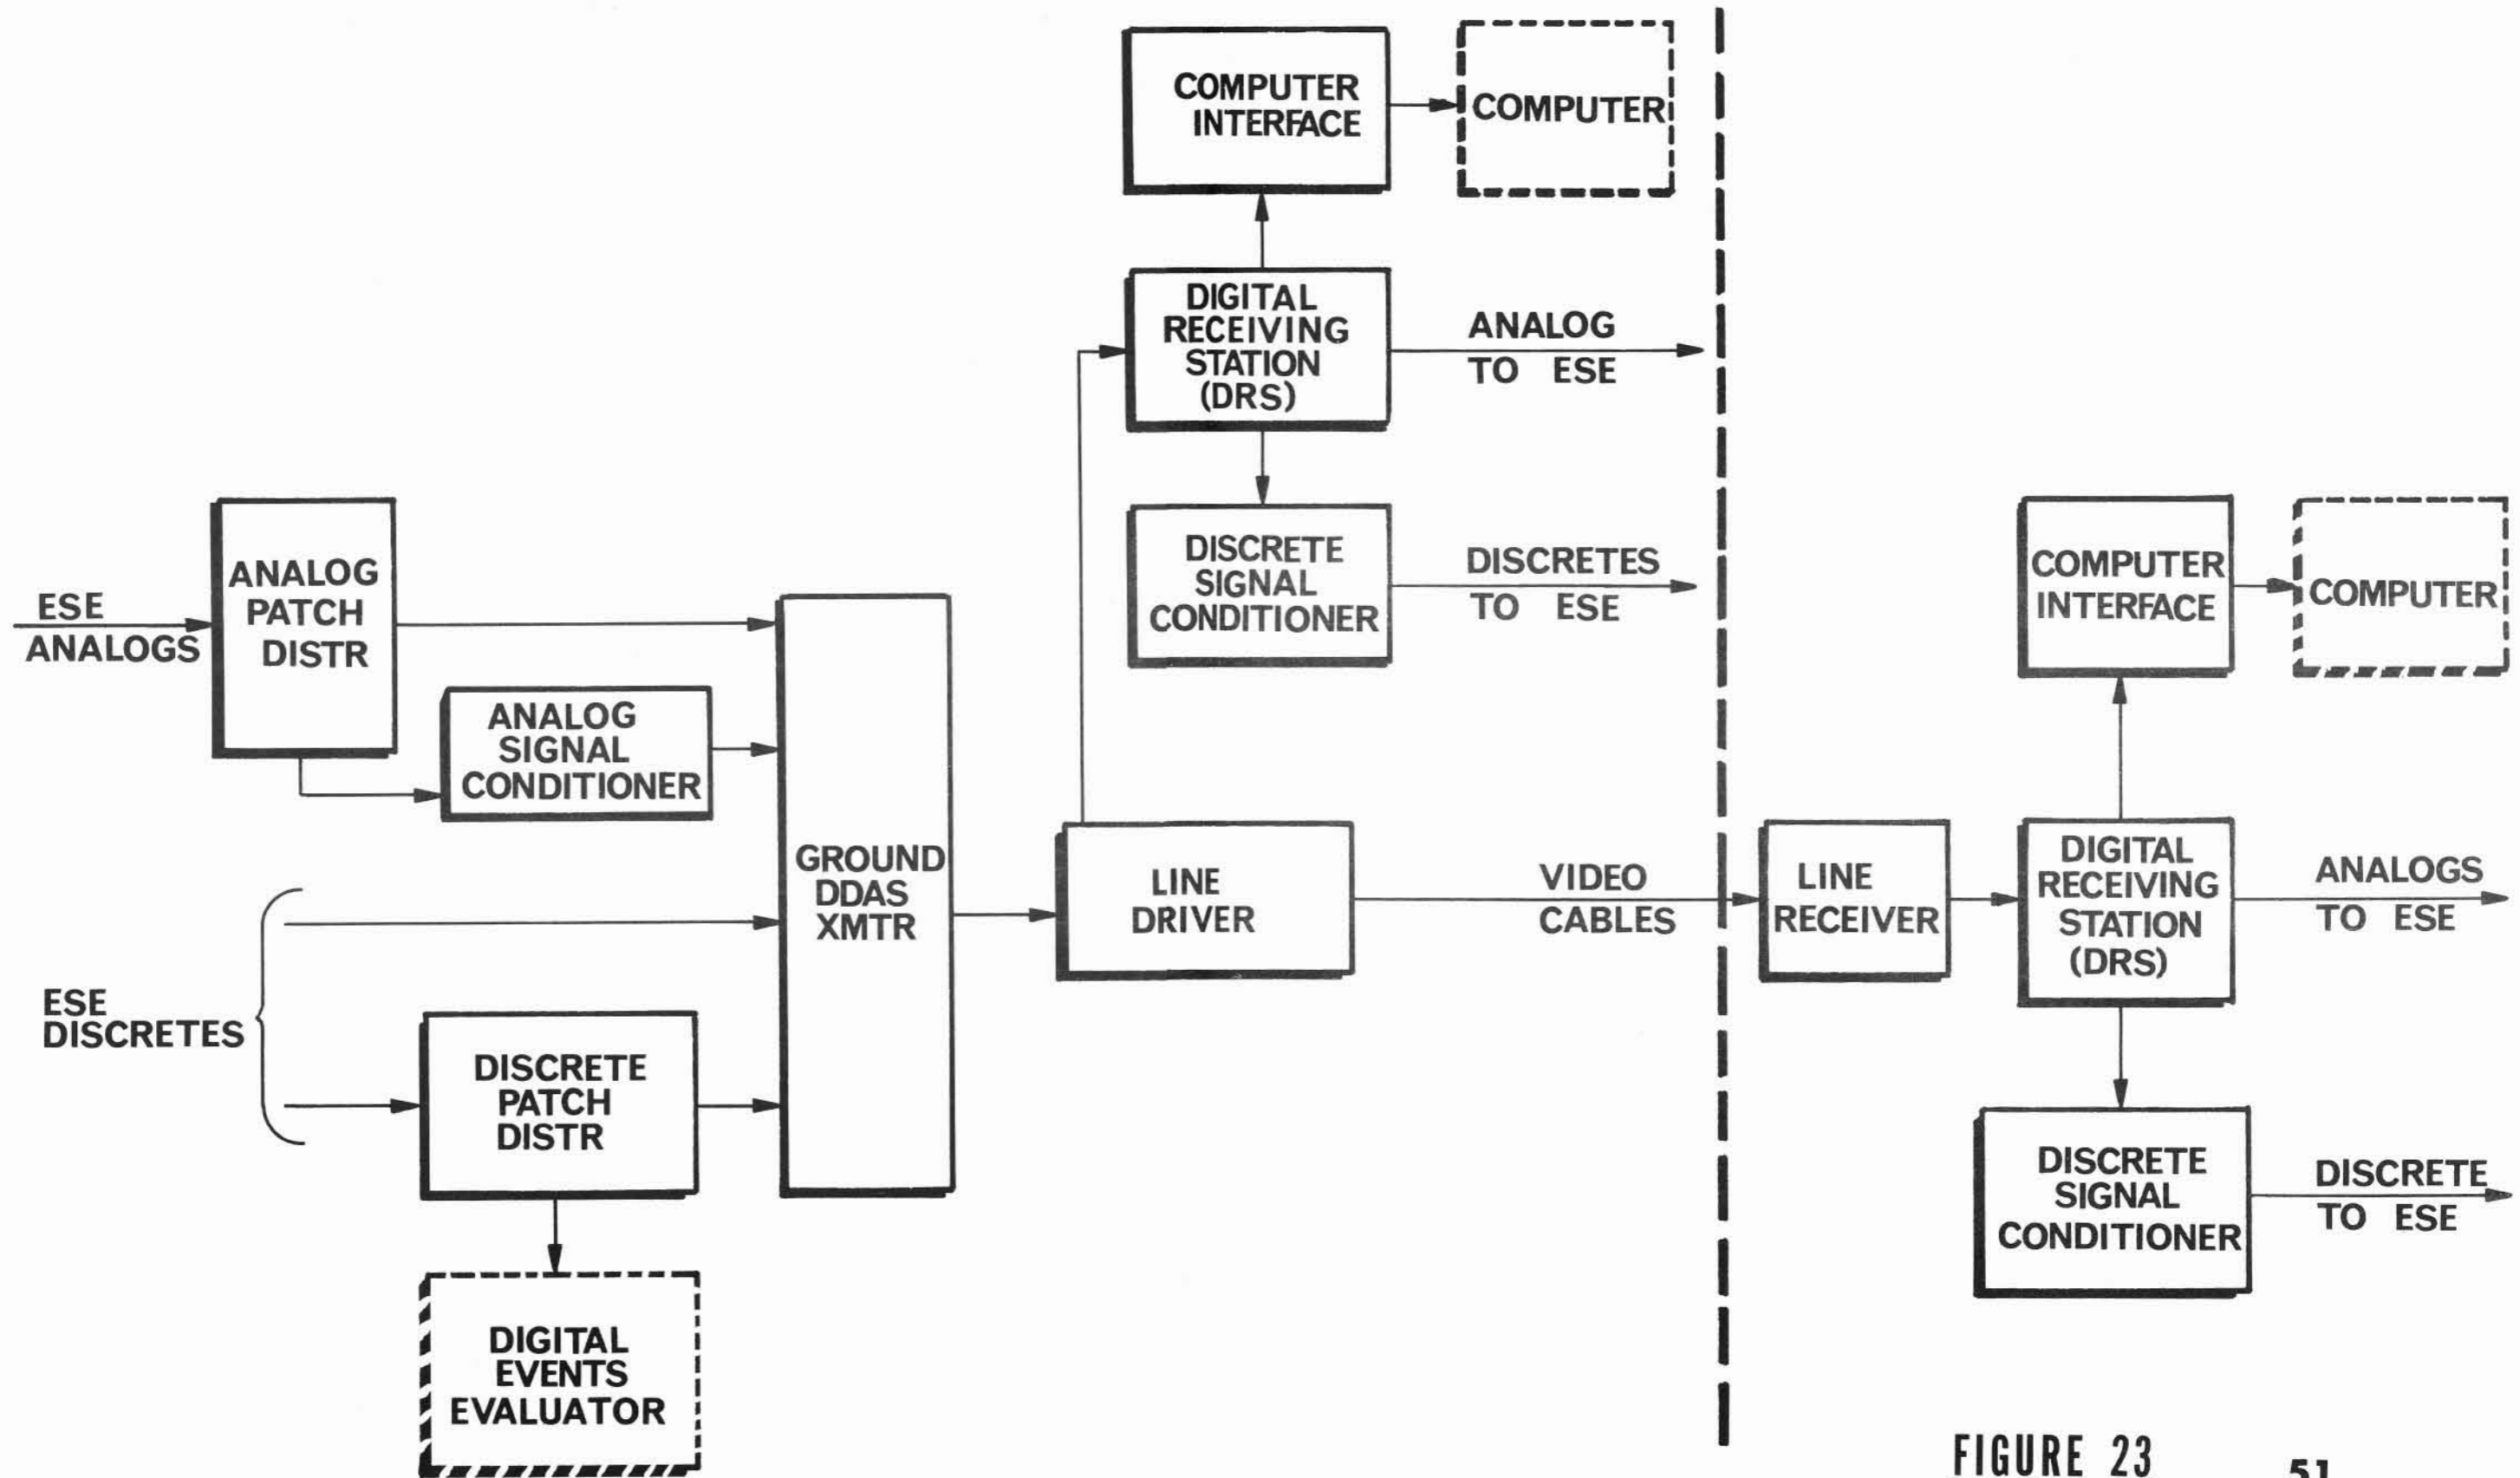 COMPUTER
INTERFACE
COMPUTER
DIGITAL
RECEIVING
STATION
(DRS)
ANALOG
TO ESE
DISCRETE
SIGNAL
CONDITIONER
DISCRETES
TO ESE
ESE
ANALOGS
ANALOG
PATCH
DISTR
ANALOG
SIGNAL
CONDITIONER
ESE
DISCRETES
DISCRETE
PATCH
DISTR
DIGITAL
EVENTS
EVALUATOR
GROUND
DDAS
XMTR
LINE
DRIVER
VIDEO
CABLES
LINE
RECEIVER
COMPUTER
INTERFACE
COMPUTER
DIGITAL
RECEIVING
STATION
(DRS)
ANALOGS
TO ESE
DISCRETE
SIGNAL
CONDITIONER
DISCRETE
TO ESE
FIGURE 23
51